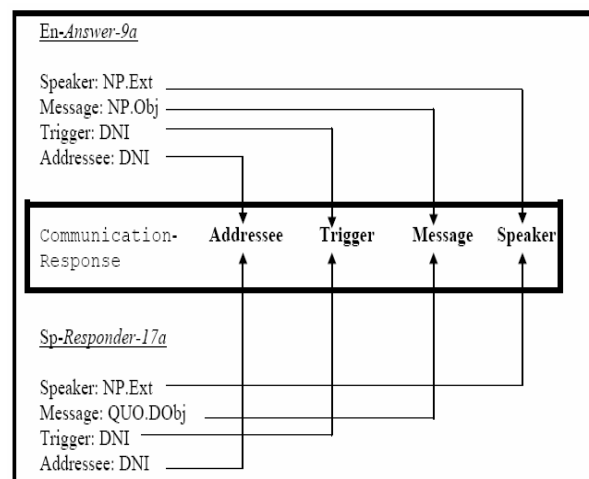 En-Answer-9a
Speaker: NP.Ext
Message: NP.Obj
Trigger: DNI
Addressee: DNI
Communication- Addressee Trigger Message Speaker
Response
Sp-Responder-17a
Speaker: NP.Ext
Message: QUO.DObj
Trigger: DNI
Addressee: DNI